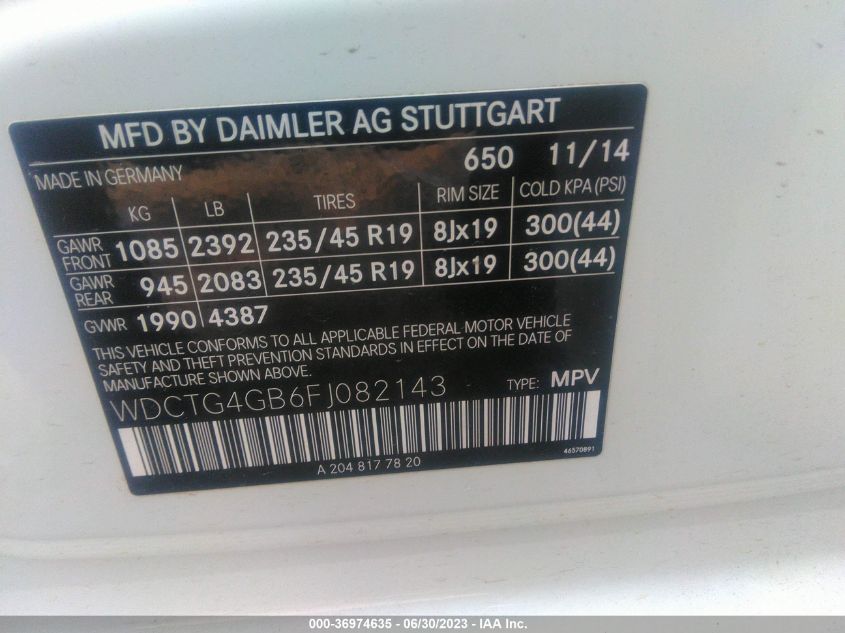 MFD BY DAIMLER AG STUTTGART
MADE IN GERMANY 650 11/14
KG LB TIRES RIM SIZE COLD KPA (PSI)
GAWR FRONT 1085 2392 235/45 R19 8Jx19 300(44)
GAWR REAR 945 2083 235/45 R19 8Jx19 300(44)
GVWR 1990 4387
THIS VEHICLE CONFORMS TO ALL APPLICABLE FEDERAL MOTOR VEHICLE
SAFETY AND THEFT PREVENTION STANDARDS IN EFFECT ON THE DATE OF
MANUFACTURE SHOWN ABOVE.
WDCTG4GB6FJ082143 TYPE: MPV
A 204 817 78 20 46570891
000-36974635 - 06/30/2023 - IAA Inc.